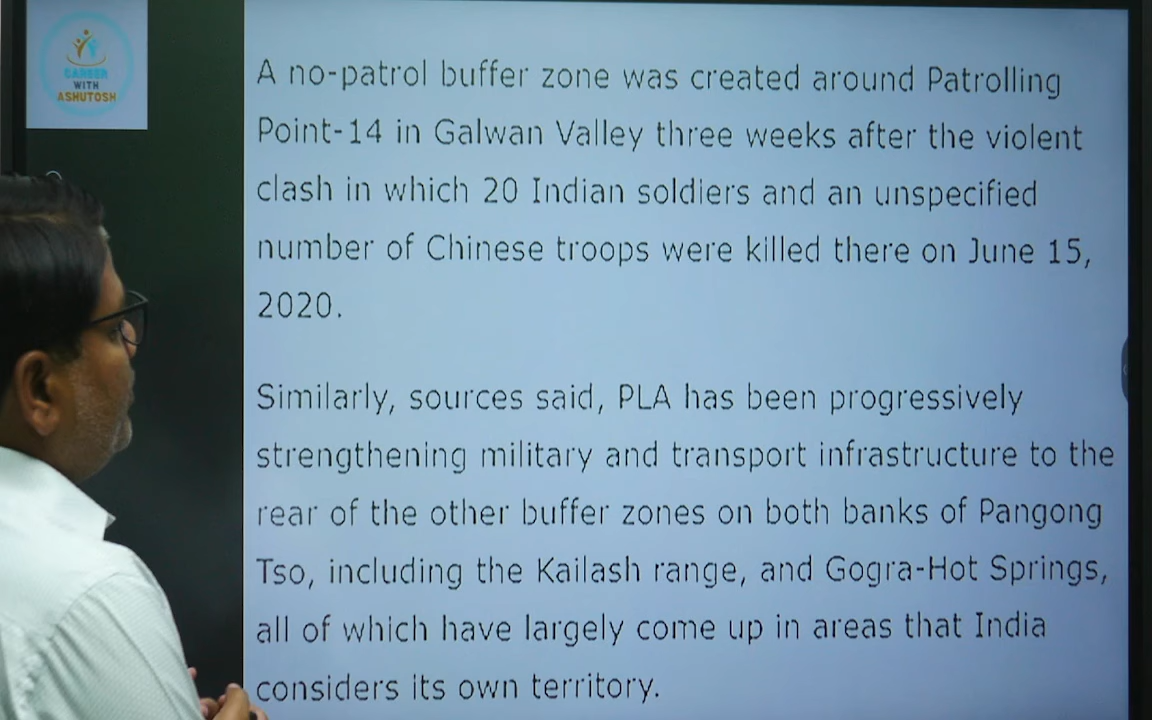 CAREER
WITH
ASHUTOSH
A no-patrol buffer zone was created around Patrolling
Point-14 in Galwan Valley three weeks after the violent
clash in which 20 Indian soldiers and an unspecified
number of Chinese troops were killed there on June 15,
2020.
Similarly, sources said, PLA has been progressively
strengthening military and transport infrastructure to the
rear of the other buffer zones on both banks of Pangong
Tso, including the Kailash range, and Gogra-Hot Springs,
all of which have largely come up in areas that India
considers its own territory.